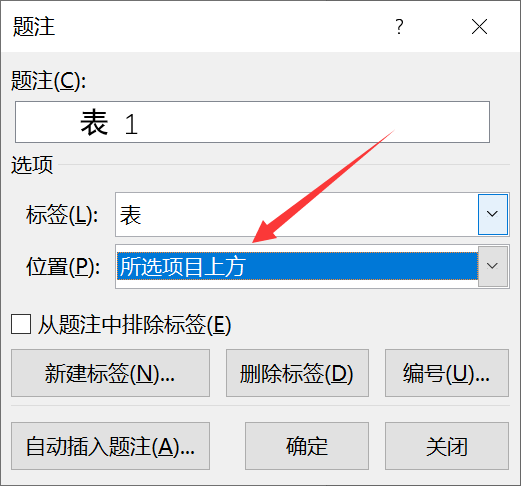 题注 ?
题注(C):
表 1
选项
标签(L): 表
位置(P): 所选项目上方
从题注中排除标签(E)
新建标签(N)... 删除标签(D) 编号(U)...
自动插入题注(A)... 确定 关闭